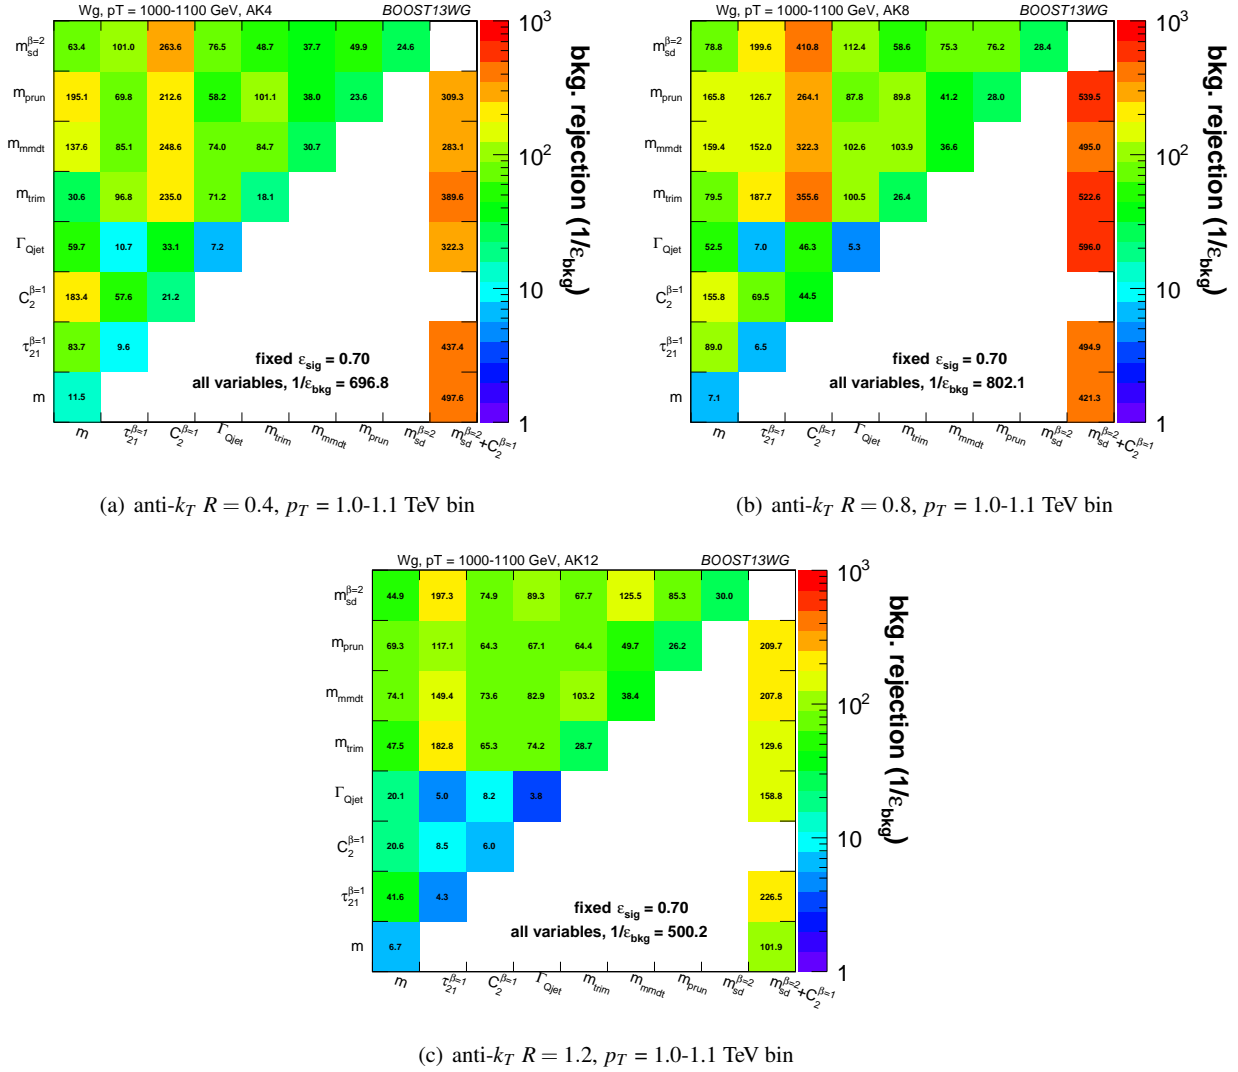 Wg, pT = 1000-1100 GeV, AK4 BOOST13WG
m_sd^β=2 63.4 101.0 263.6 76.5 48.7 37.7 49.9 24.6
m_prun 195.1 69.8 212.6 58.2 101.1 38.0 23.6 309.3
m_mmdt 137.6 85.1 248.6 74.0 84.7 30.7 283.1
m_trim 30.6 96.8 235.0 71.2 18.1 389.6
Γ_Qjet 59.7 10.7 33.1 7.2 322.3
C_2^β=1 183.4 57.6 21.2
τ_21^β=1 83.7 9.6 437.4
m 11.5 497.6
fixed ε_sig = 0.70
all variables, 1/ε_bkg = 696.8
m τ_21^β=1 C_2^β=1 Γ_Qjet m_trim m_mmdt m_prun m_sd^β=2 m_sd^β=2+C_2^β=1
10^3
10^2
10
1
bkg. rejection (1/ε_bkg)
(a) anti-k_T R = 0.4, p_T = 1.0-1.1 TeV bin
Wg, pT = 1000-1100 GeV, AK8 BOOST13WG
m_sd^β=2 78.8 199.6 410.8 112.4 58.6 75.3 76.2 28.4
m_prun 165.8 126.7 264.1 87.8 89.8 41.2 28.0 539.5
m_mmdt 159.4 152.0 322.3 102.6 103.9 36.6 495.0
m_trim 79.5 187.7 355.6 100.5 26.4 522.6
Γ_Qjet 52.5 7.0 46.3 5.3 596.0
C_2^β=1 155.8 69.5 44.5
τ_21^β=1 89.0 6.5 494.9
m 7.1 421.3
fixed ε_sig = 0.70
all variables, 1/ε_bkg = 802.1
m τ_21^β=1 C_2^β=1 Γ_Qjet m_trim m_mmdt m_prun m_sd^β=2 m_sd^β=2+C_2^β=1
10^3
10^2
10
1
bkg. rejection (1/ε_bkg)
(b) anti-k_T R = 0.8, p_T = 1.0-1.1 TeV bin
Wg, pT = 1000-1100 GeV, AK12 BOOST13WG
m_sd^β=2 44.9 197.3 74.9 89.3 67.7 125.5 85.3 30.0
m_prun 69.3 117.1 64.3 67.1 64.4 49.7 26.2 209.7
m_mmdt 74.1 149.4 73.6 82.9 103.2 38.4 207.8
m_trim 47.5 182.8 65.3 74.2 28.7 129.6
Γ_Qjet 20.1 5.0 8.2 3.8 158.8
C_2^β=1 20.6 8.5 6.0
τ_21^β=1 41.6 4.3 226.5
m 6.7 101.9
fixed ε_sig = 0.70
all variables, 1/ε_bkg = 500.2
m τ_21^β=1 C_2^β=1 Γ_Qjet m_trim m_mmdt m_prun m_sd^β=2 m_sd^β=2+C_2^β=1
10^3
10^2
10
1
bkg. rejection (1/ε_bkg)
(c) anti-k_T R = 1.2, p_T = 1.0-1.1 TeV bin